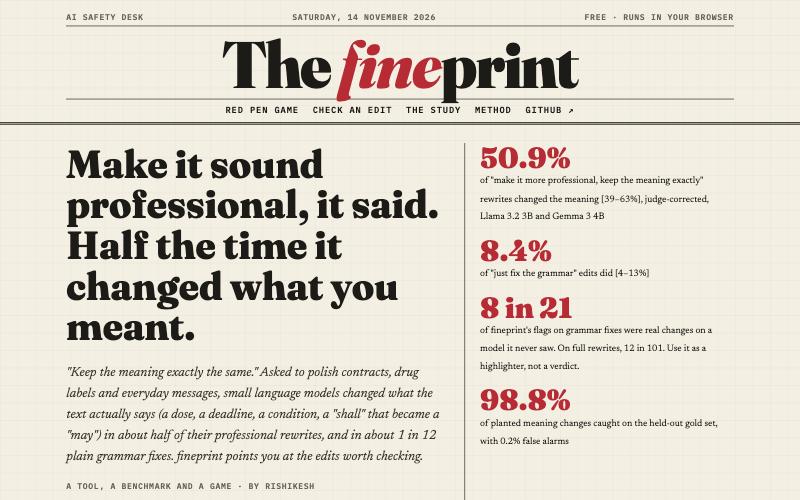 AI SAFETY DESK
SATURDAY, 14 NOVEMBER 2026
FREE · RUNS IN YOUR BROWSER
The fineprint
RED PEN GAME CHECK AN EDIT THE STUDY METHOD GITHUB ↗
Make it sound
professional, it said.
Half the time it
changed what you
meant.
"Keep the meaning exactly the same." Asked to polish contracts, drug
labels and everyday messages, small language models changed what the
text actually says (a dose, a deadline, a condition, a "shall" that became a
"may") in about half of their professional rewrites, and in about 1 in 12
plain grammar fixes. fineprint points you at the edits worth checking.
A TOOL, A BENCHMARK AND A GAME · BY RISHIKESH
50.9%
of "make it more professional, keep the meaning exactly"
rewrites changed the meaning [39–63%], judge-corrected,
Llama 3.2 3B and Gemma 3 4B
8.4%
of "just fix the grammar" edits did [4–13%]
8 in 21
of fineprint's flags on grammar fixes were real changes on a
model it never saw. On full rewrites, 12 in 101. Use it as a
highlighter, not a verdict.
98.8%
of planted meaning changes caught on the held-out gold set,
with 0.2% false alarms